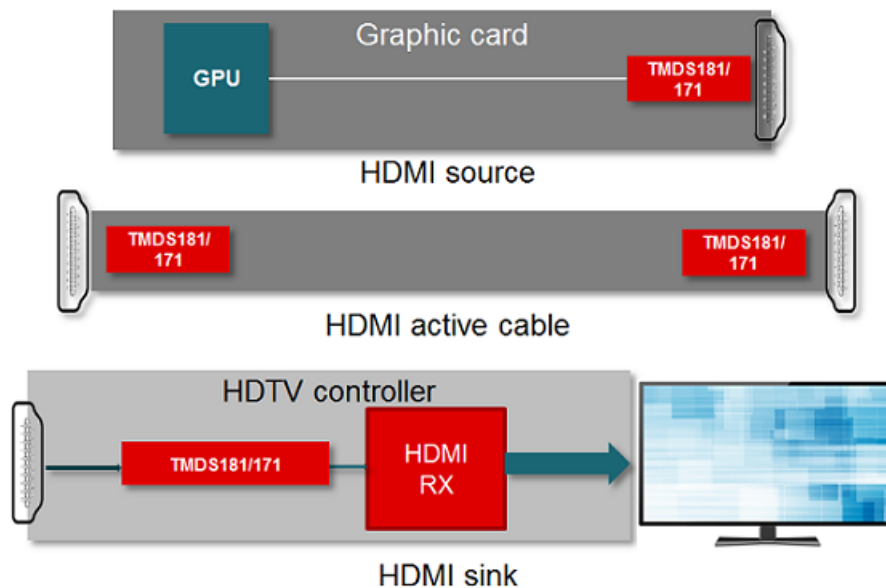 Graphic card
GPU
TMDS181/
171
HDMI source
TMDS181/
171
TMDS181/
171
HDMI active cable
HDTV controller
TMDS181/171
HDMI
RX
HDMI sink